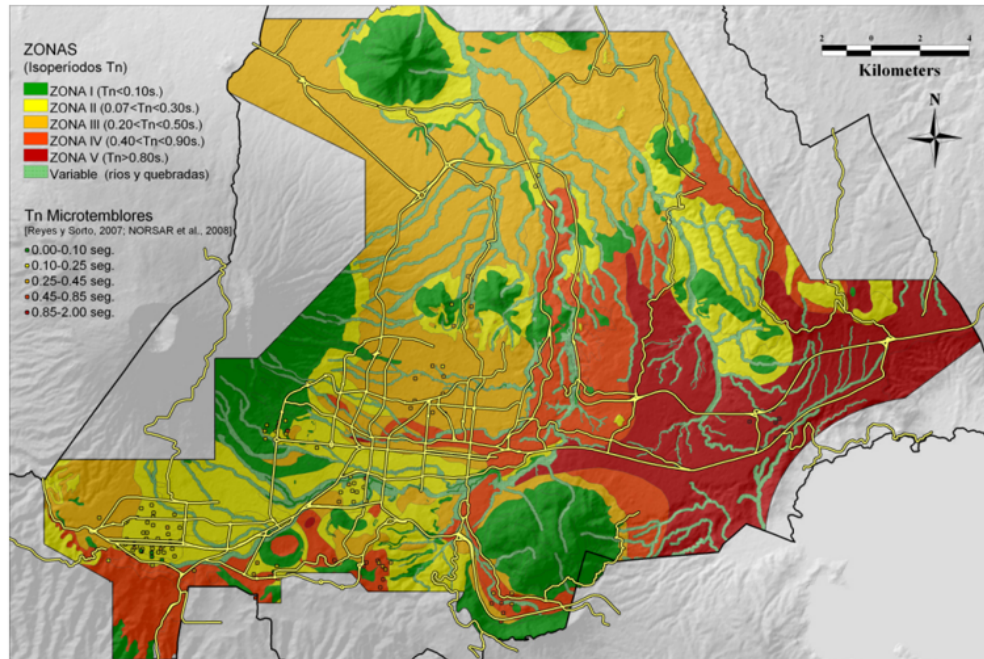 ZONAS
(Isoperíodos Tn)
ZONA I (Tn<0.10s.)
ZONA II (0.07<Tn<0.30s.)
ZONA III (0.20<Tn<0.50s.)
ZONA IV (0.40<Tn<0.90s.)
ZONA V (Tn>0.80s.)
Variable (rios y quebradas)
Tn Microtemblores
[Reyes y Sorto, 2007; NORSAR et al., 2008]
0.00-0.10 seg.
0.10-0.25 seg.
0.25-0.45 seg.
0.45-0.85 seg.
0.85-2.00 seg.
2 0 2 4
Kilometers
N